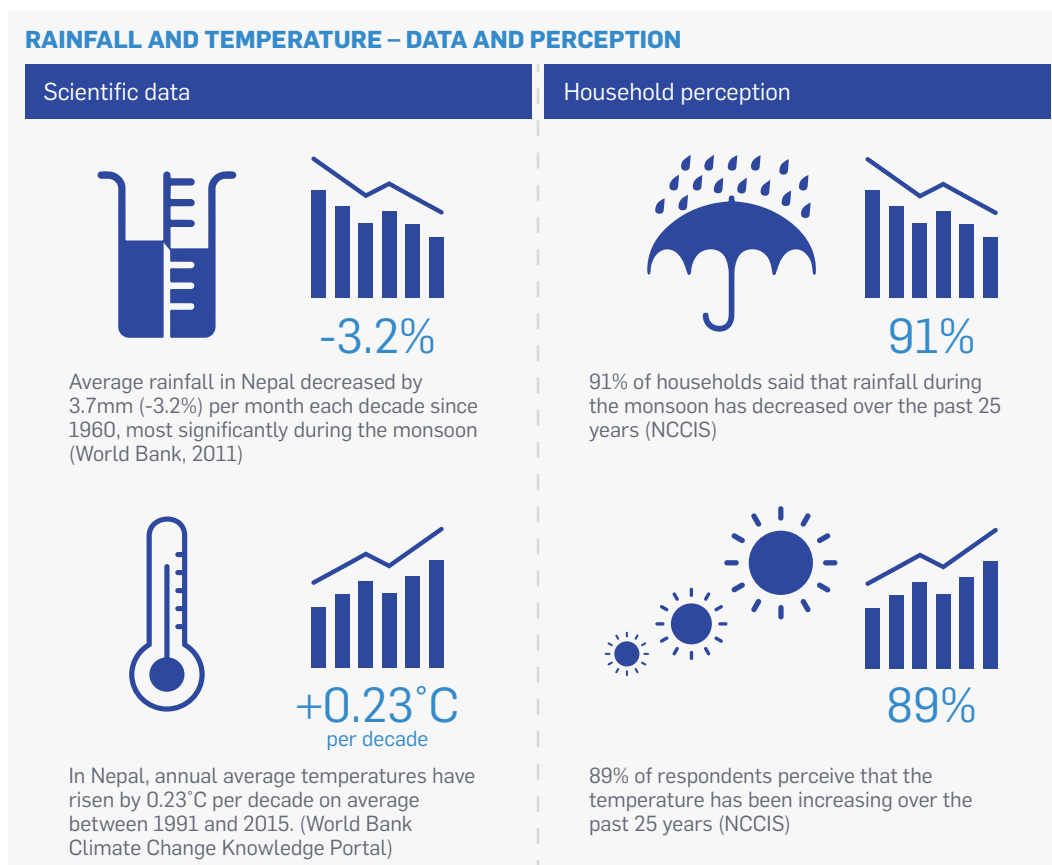 RAINFALL AND TEMPERATURE – DATA AND PERCEPTION
Scientific data
-3.2%
Average rainfall in Nepal decreased by
3.7mm (-3.2%) per month each decade since
1960, most significantly during the monsoon
(World Bank, 2011)
+0.23˚C
per decade
In Nepal, annual average temperatures have
risen by 0.23˚C per decade on average
between 1991 and 2015. (World Bank
Climate Change Knowledge Portal)
Household perception
91%
91% of households said that rainfall during
the monsoon has decreased over the past 25
years (NCCIS)
89%
89% of respondents perceive that the
temperature has been increasing over the
past 25 years (NCCIS)